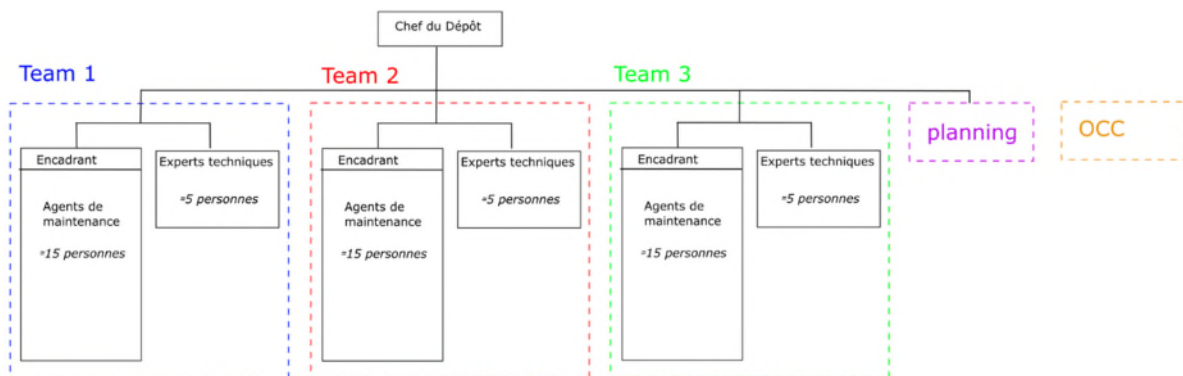 Chef du Dépôt
Team 1
Team 2
Team 3
planning
OCC
Encadrant
Agents de
maintenance
≈15 personnes
Experts techniques
≈5 personnes
Encadrant
Agents de
maintenance
≈15 personnes
Experts techniques
≈5 personnes
Encadrant
Agents de
maintenance
≈15 personnes
Experts techniques
≈5 personnes